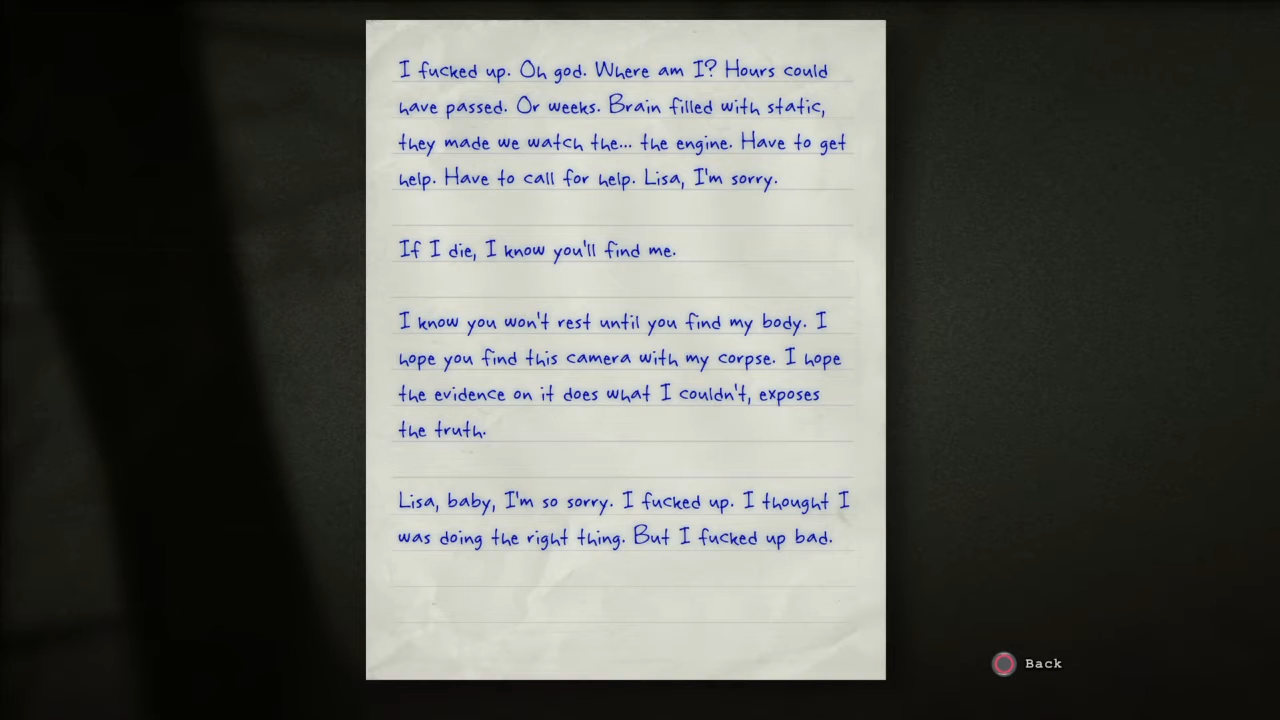 I fucked up. Oh god. Where am I? Hours could
have passed. Or weeks. Brain filled with static,
they made we watch the... the engine. Have to get
help. Have to call for help. Lisa, I'm sorry.
If I die, I know you'll find me.
I know you won't rest until you find my body. I
hope you find this camera with my corpse. I hope
the evidence on it does what I couldn't, exposes
the truth.
Lisa, baby, I'm so sorry. I fucked up. I thought I
was doing the right thing. But I fucked up bad.
Back